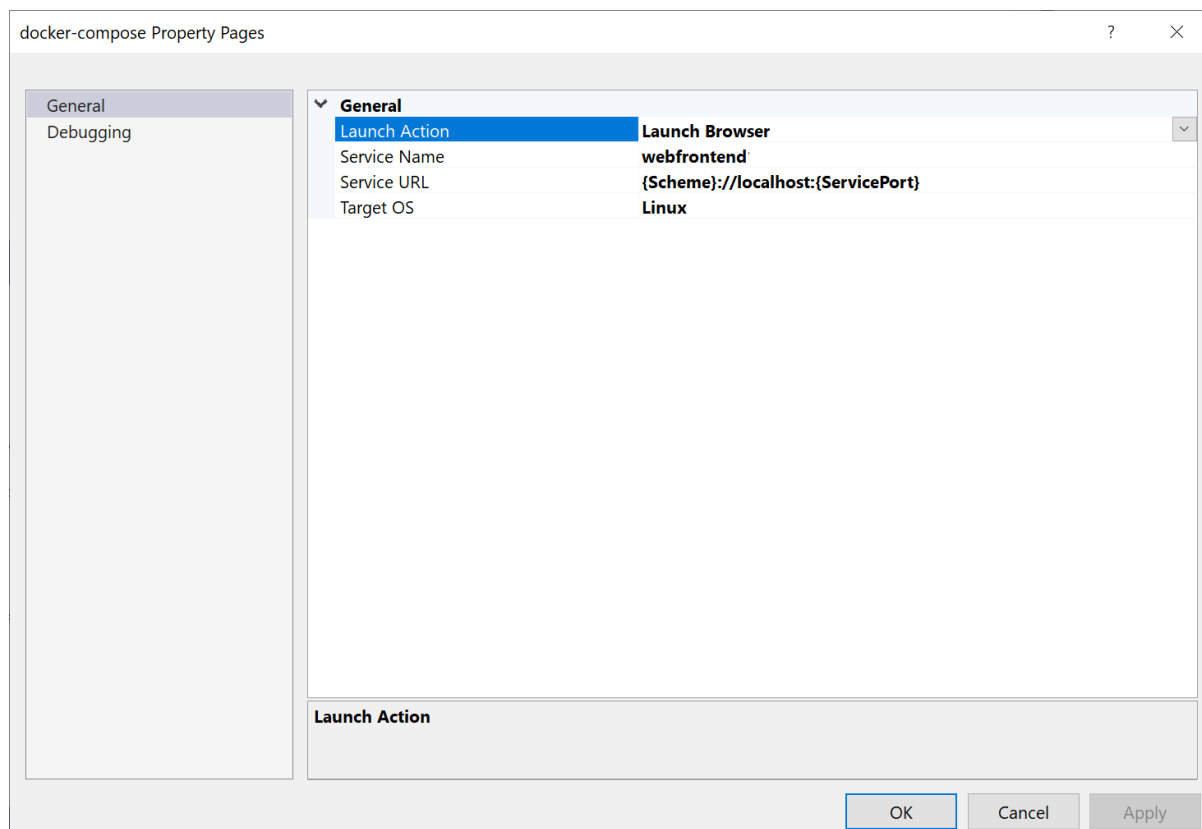 docker-compose Property Pages
?
General
Debugging
General
Launch Action Launch Browser
Service Name webfrontend
Service URL {Scheme}://localhost:{ServicePort}
Target OS Linux
Launch Action
OK Cancel Apply